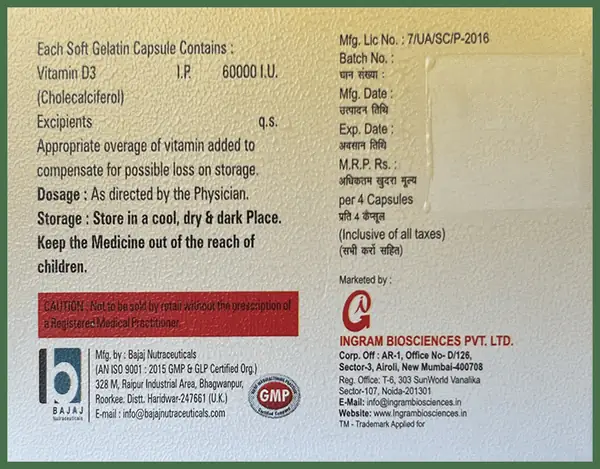 Each Soft Gelatin Capsule Contains :
Vitamin D3 I.P. 60000 I.U.
(Cholecalciferol)
Excipients q.s.
Appropriate overage of vitamin added to
compensate for possible loss on storage.
Dosage : As directed by the Physician.
Storage : Store in a cool, dry & dark Place.
Keep the Medicine out of the reach of
children.
CAUTION : Not to be sold by retail without the prescription of
a Registered Medical Practitioner.
b
BAJAJ
Nutraceuticals
Mfg. by : Bajaj Nutraceuticals
(AN ISO 9001 : 2015 GMP & GLP Certified Org.)
328 M, Raipur Industrial Area, Bhagwanpur,
Roorkee. Distt. Haridwar-247661 (U.K.)
E-mail : info@bajajnutraceuticals.com
GOOD MANUFACTURING PRACTICE
GMP
Certified Company
Mfg. Lic No. : 7/UA/SC/P-2016
Batch No. :
घान संख्या :
Mfg. Date :
उत्पादन तिथि
Exp. Date :
अवसान तिथि
M.R.P. Rs. :
अधिकतम खुदरा मूल्य
per 4 Capsules
प्रति 4 कैप्सूल
(Inclusive of all taxes)
(सभी करों सहित)
Marketed by :
INGRAM BIOSCIENCES PVT. LTD.
Corp. Off : AR-1, Office No- D/126,
Sector-3, Airoli, New Mumbai-400708
Reg. Office: T-6, 303 SunWorld Vanalika
Sector-107, Noida-201301
E-Mail: info@ingrambiosciences.in
Website: www.Ingrambiosciences.in
TM - Trademark Applied for